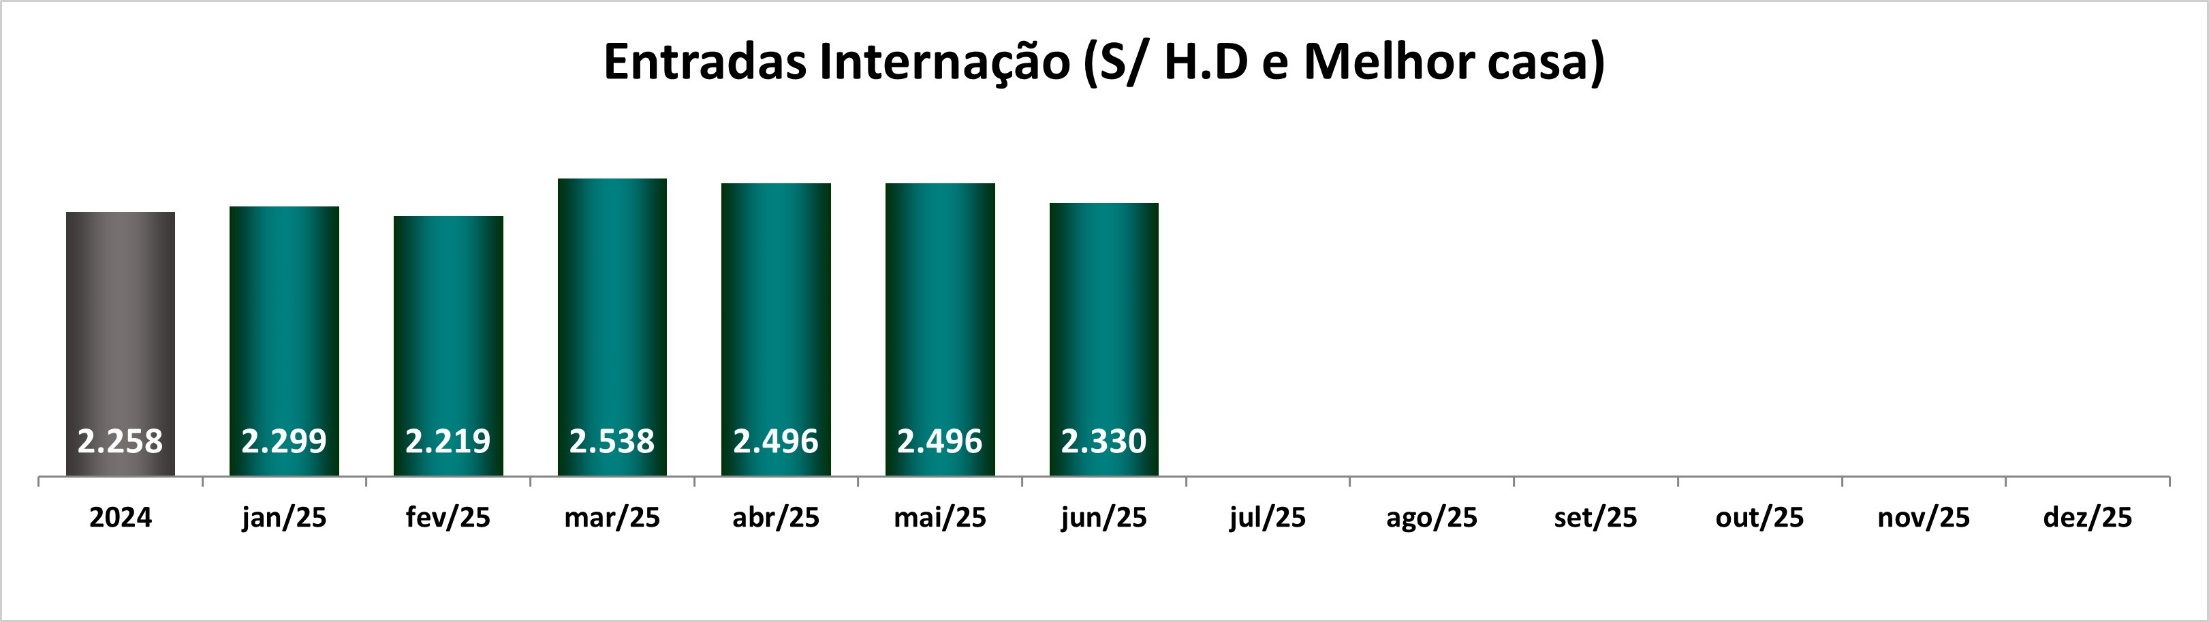 Entradas Internação (S/ H.D e Melhor casa)
2.258 2.299 2.219 2.538 2.496 2.496 2.330
2024 jan/25 fev/25 mar/25 abr/25 mai/25 jun/25 jul/25 ago/25 set/25 out/25 nov/25 dez/25